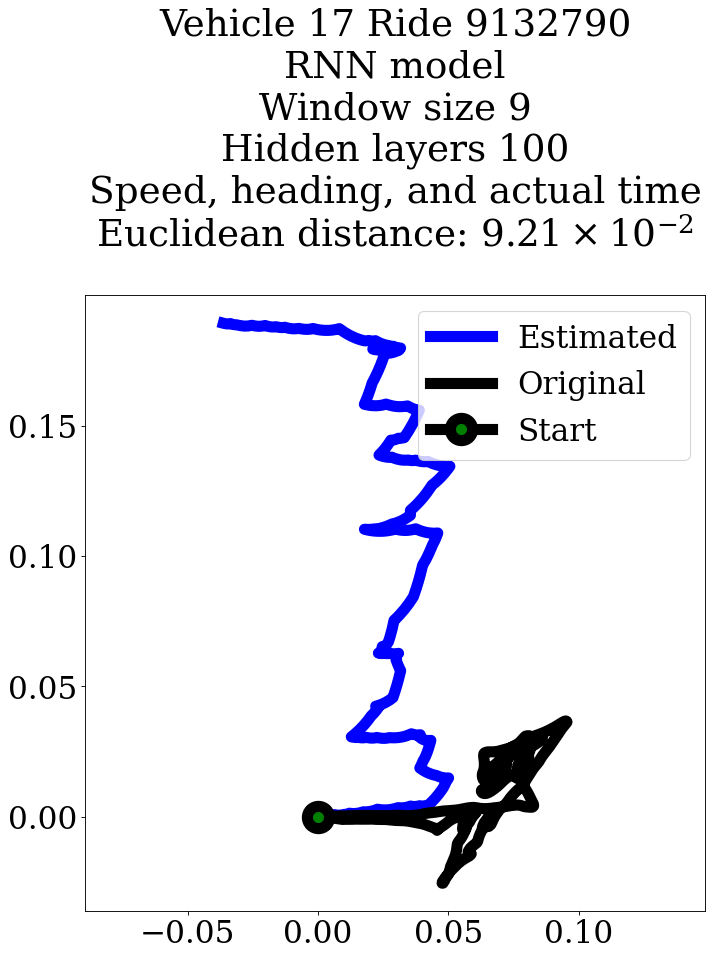 Vehicle 17 Ride 9132790
RNN model
Window size 9
Hidden layers 100
Speed, heading, and actual time
Euclidean distance: 9.21 × 10⁻²
Estimated
Original
Start
0.15
0.10
0.05
0.00
−0.05 0.00 0.05 0.10